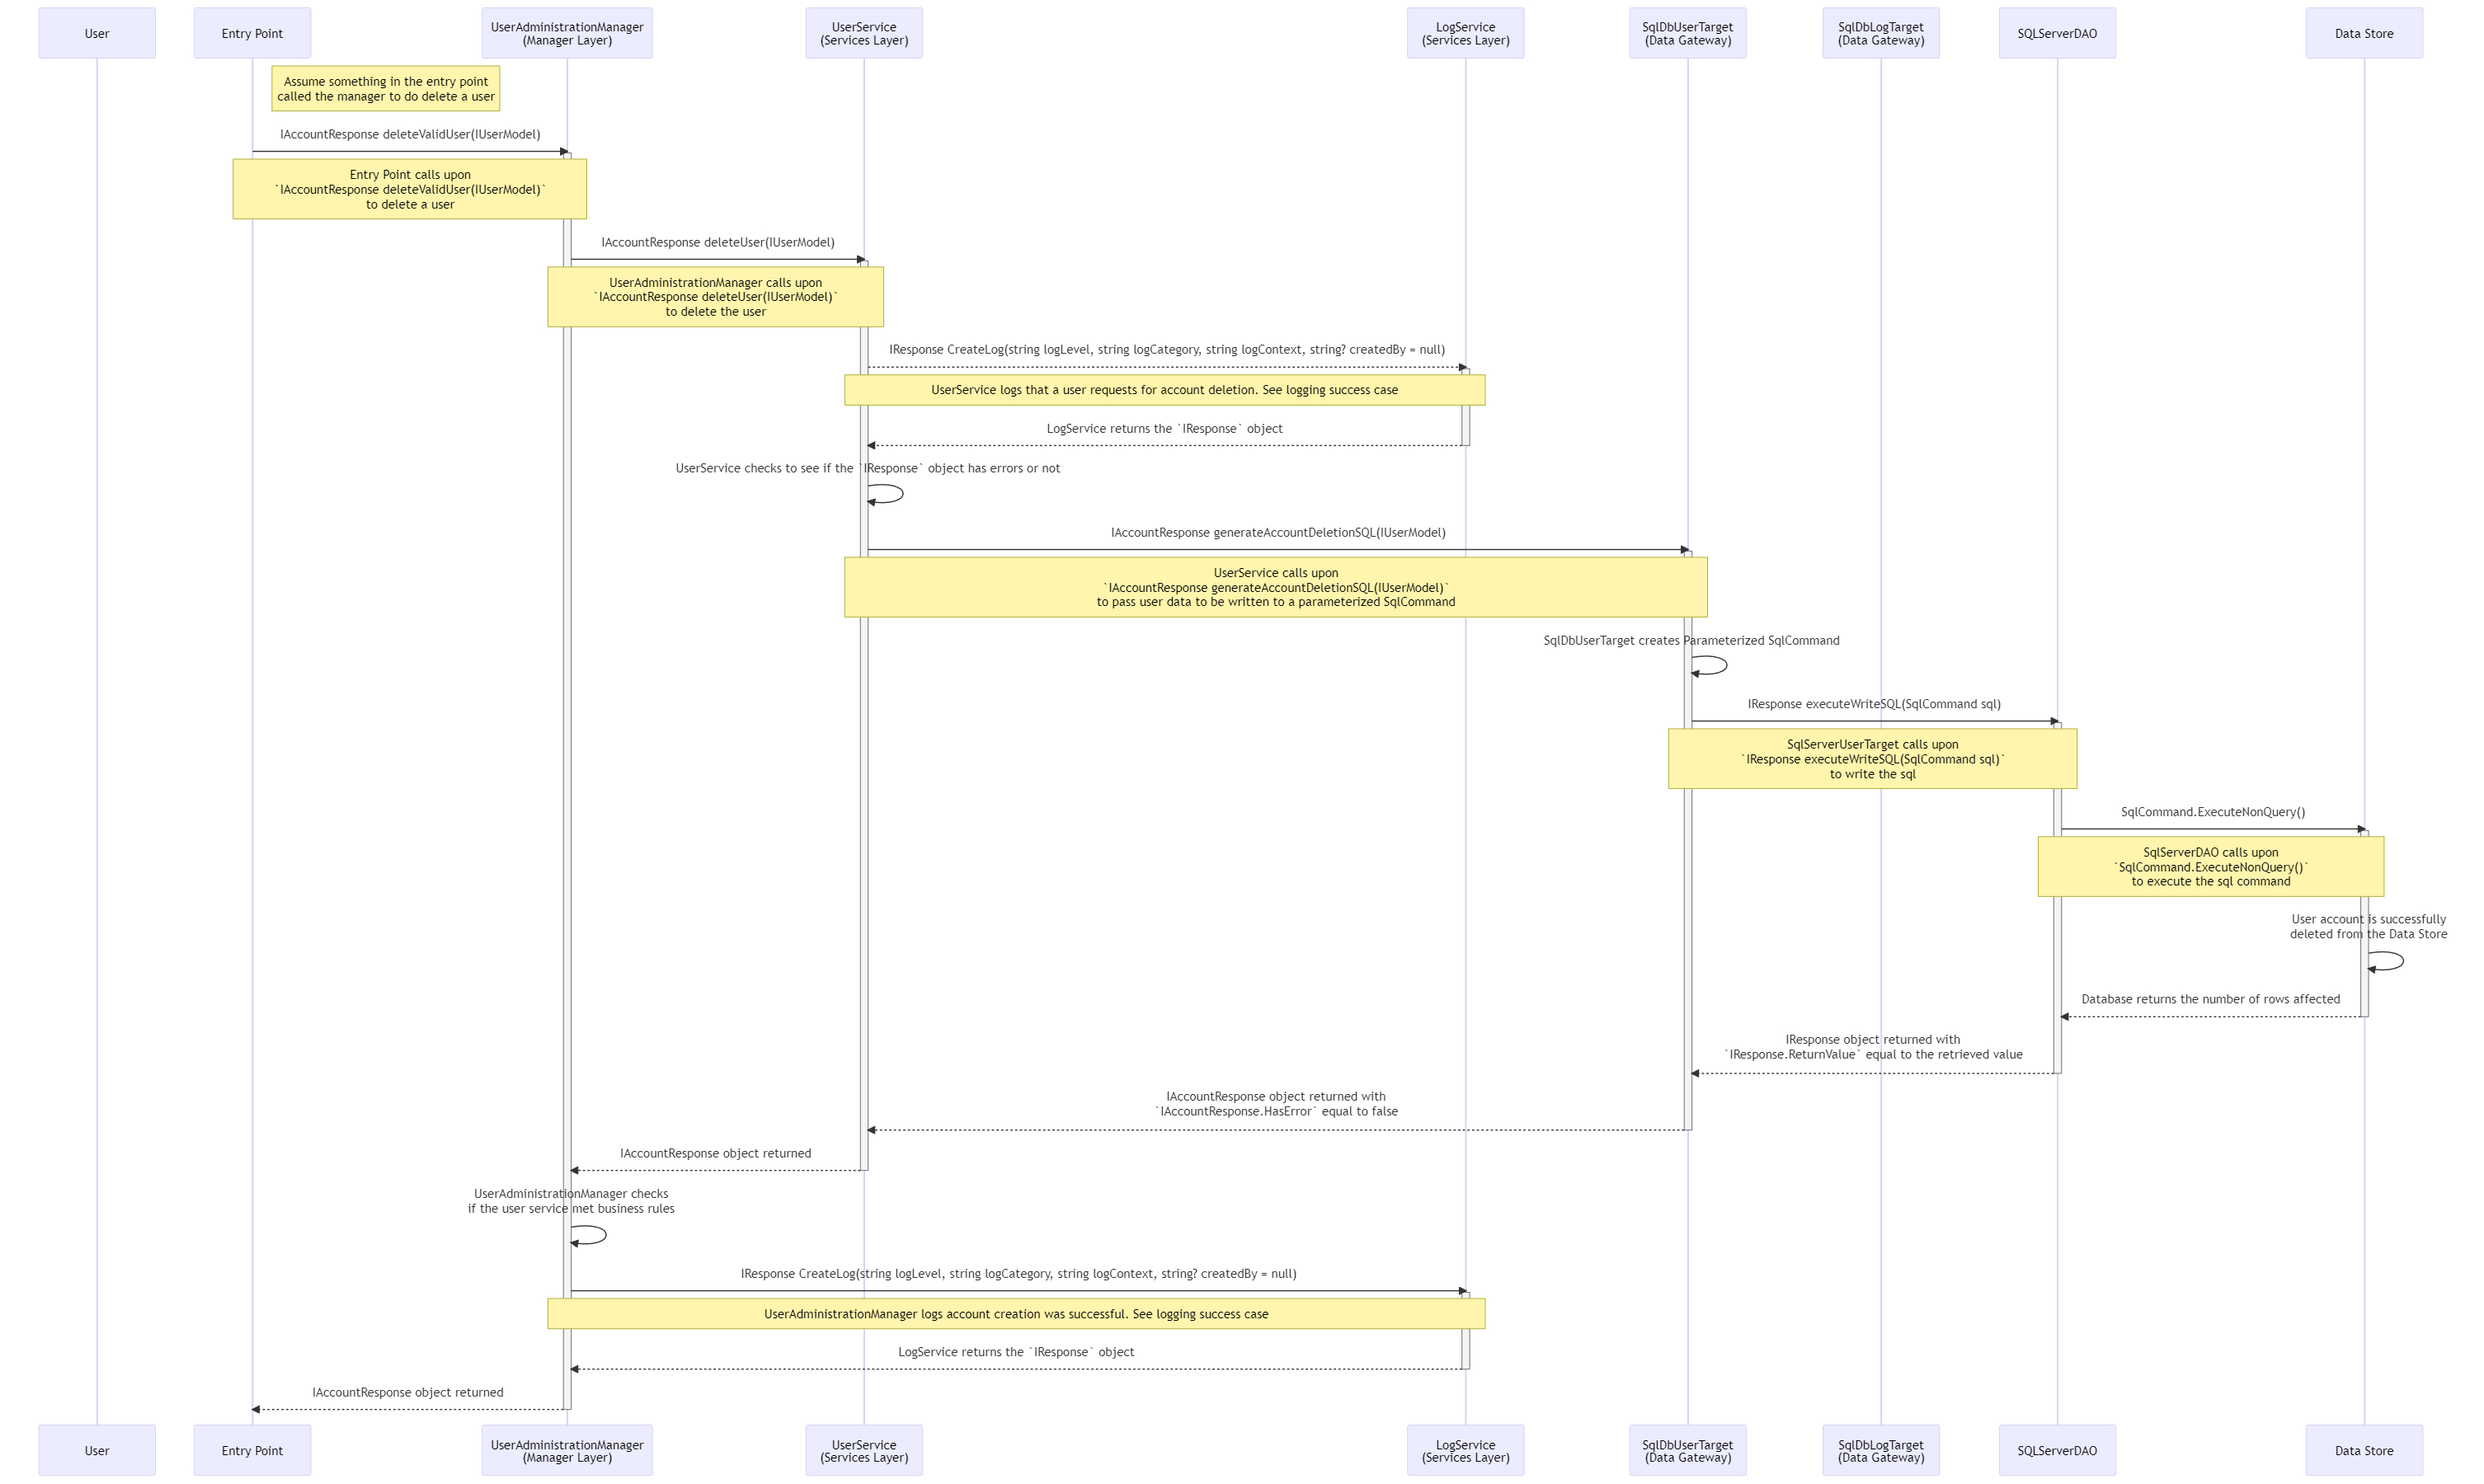 User
Entry Point
UserAdministrationManager
(Manager Layer)
UserService
(Services Layer)
LogService
(Services Layer)
SqlDbUserTarget
(Data Gateway)
SqlDbLogTarget
(Data Gateway)
SQLServerDAO
Data Store
Assume something in the entry point
called the manager to do delete a user
IAccountResponse deleteValidUser(IUserModel)
Entry Point calls upon
`IAccountResponse deleteValidUser(IUserModel)`
to delete a user
IAccountResponse deleteUser(IUserModel)
UserAdministrationManager calls upon
`IAccountResponse deleteUser(IUserModel)`
to delete the user
IResponse CreateLog(string logLevel, string logCategory, string logContext, string? createdBy = null)
UserService logs that a user requests for account deletion. See logging success case
LogService returns the `IResponse` object
UserService checks to see if the `IResponse` object has errors or not
IAccountResponse generateAccountDeletionSQL(IUserModel)
UserService calls upon
`IAccountResponse generateAccountDeletionSQL(IUserModel)`
to pass user data to be written to a parameterized SqlCommand
SqlDbUserTarget creates Parameterized SqlCommand
IResponse executeWriteSQL(SqlCommand sql)
SqlServerUserTarget calls upon
`IResponse executeWriteSQL(SqlCommand sql)`
to write the sql
SqlCommand.ExecuteNonQuery()
SqlServerDAO calls upon
`SqlCommand.ExecuteNonQuery()`
to execute the sql command
User account is successfully
deleted from the Data Store
Database returns the number of rows affected
IResponse object returned with
`IResponse.ReturnValue` equal to the retrieved value
IAccountResponse object returned with
`IAccountResponse.HasError` equal to false
IAccountResponse object returned
UserAdministrationManager checks
if the user service met business rules
IResponse CreateLog(string logLevel, string logCategory, string logContext, string? createdBy = null)
UserAdministrationManager logs account creation was successful. See logging success case
LogService returns the `IResponse` object
IAccountResponse object returned
User
Entry Point
UserAdministrationManager
(Manager Layer)
UserService
(Services Layer)
LogService
(Services Layer)
SqlDbUserTarget
(Data Gateway)
SqlDbLogTarget
(Data Gateway)
SQLServerDAO
Data Store